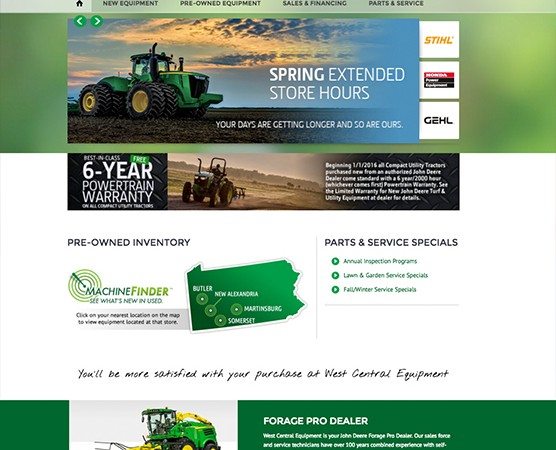 NEW EQUIPMENT PRE-OWNED EQUIPMENT SALES & FINANCING PARTS & SERVICE
SPRING EXTENDED
STORE HOURS
YOUR DAYS ARE GETTING LONGER AND SO ARE OURS.
STIHL
HONDA
Power
Equipment
GEHL
BEST-IN-CLASS FREE
6-YEAR
POWERTRAIN
WARRANTY
ON ALL COMPACT UTILITY TRACTORS
Beginning 1/1/2016 all Compact Utility Tractors
purchased new from an authorized John Deere
Dealer come standard with a 6 year/2000 hour
(whichever comes first) Powertrain Warranty. See
the Limited Warranty for New John Deere Turf &
Utility Equipment at dealer for details.
PRE-OWNED INVENTORY
MACHINEFINDER™
SEE WHAT'S NEW IN USED.
Click on your nearest location on the map
to view equipment located at that store.
BUTLER
NEW ALEXANDRIA
MARTINSBURG
SOMERSET
PARTS & SERVICE SPECIALS
Annual Inspection Programs
Lawn & Garden Service Specials
Fall/Winter Service Specials
You'll be more satisfied with your purchase at West Central Equipment
FORAGE PRO DEALER
West Central Equipment is your John Deere Forage Pro Dealer. Our sales force
and service technicians have over 100 years combined experience with self-